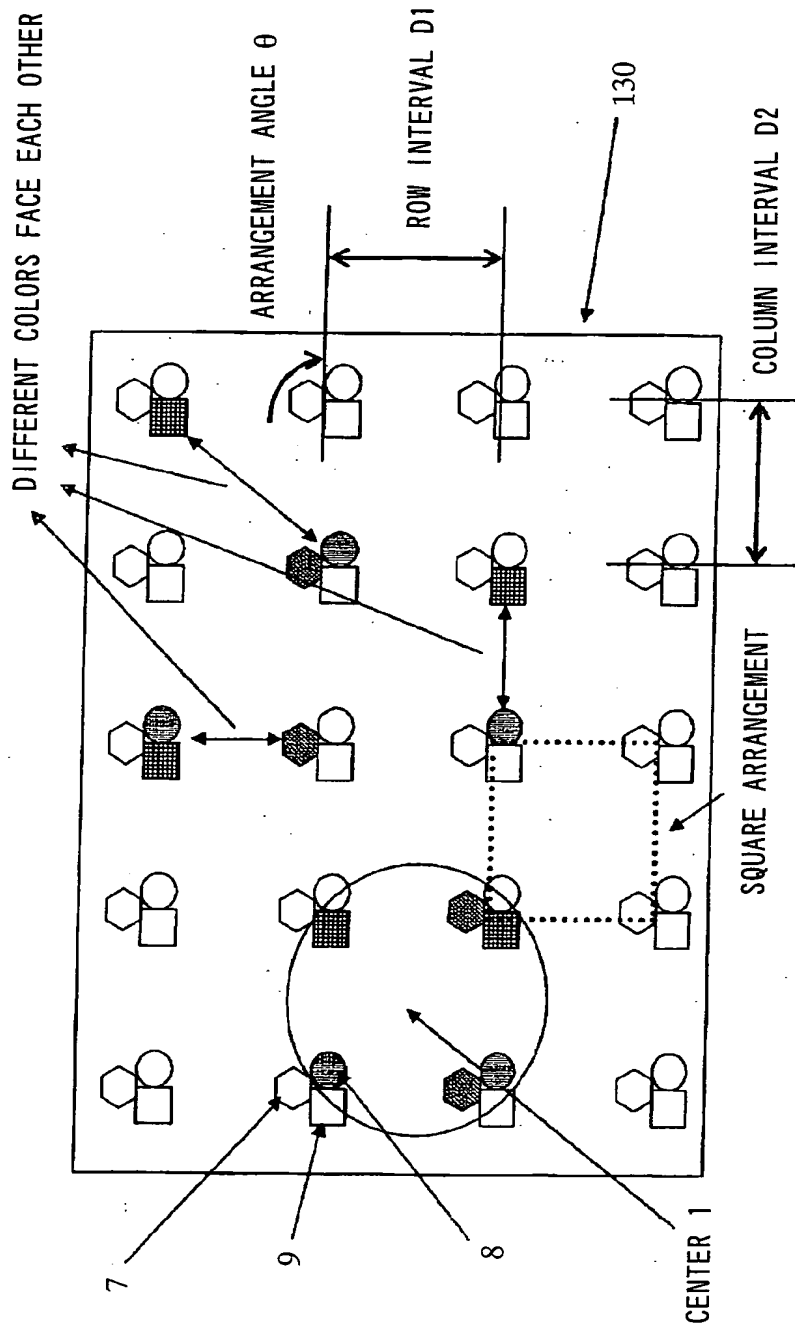 DIFFERENT COLORS FACE EACH OTHER
ARRANGEMENT ANGLE θ
ROW INTERVAL D1
130
COLUMN INTERVAL D2
SQUARE ARRANGEMENT
7
9
8
CENTER 1